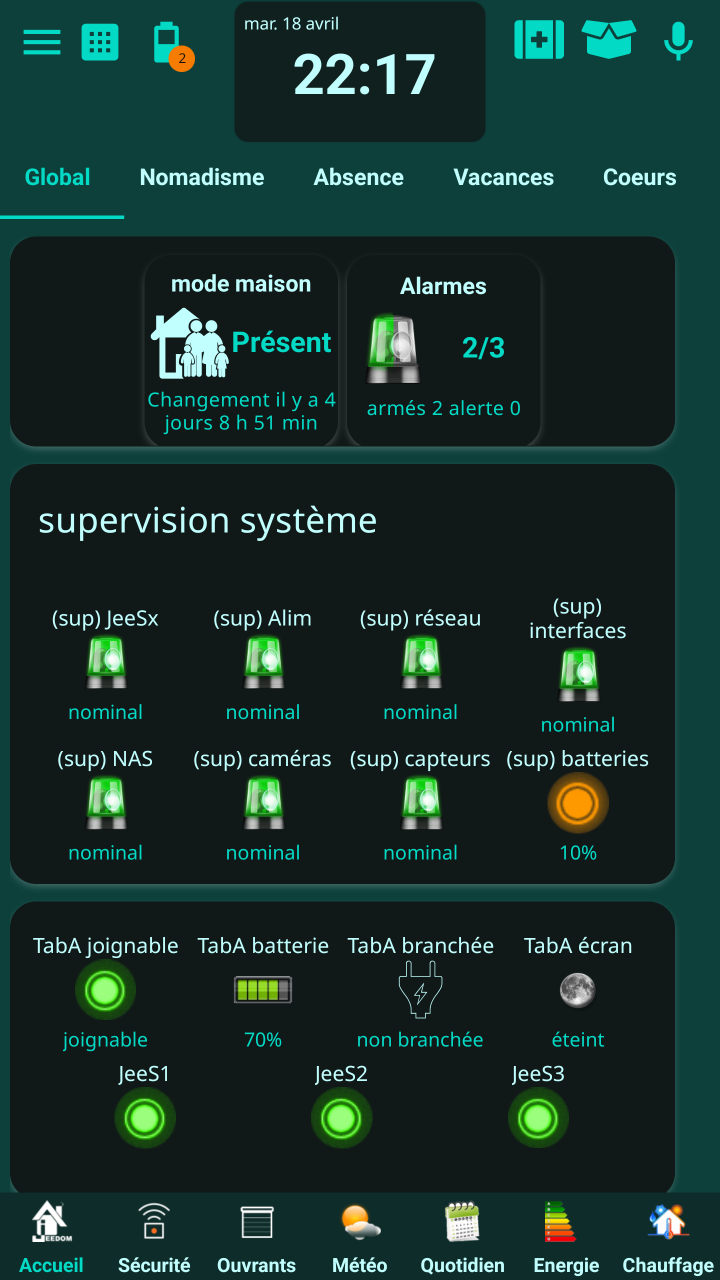 mar. 18 avril
22:17
2
Global Nomadisme Absence Vacances Coeurs
mode maison
Présent
Changement il y a 4
jours 8 h 51 min
Alarmes
2/3
armés 2 alerte 0
supervision système
(sup) JeeSx
nominal
(sup) Alim
nominal
(sup) réseau
nominal
(sup)
interfaces
nominal
(sup) NAS
nominal
(sup) caméras
nominal
(sup) capteurs
nominal
(sup) batteries
10%
TabA joignable
joignable
TabA batterie
70%
TabA branchée
non branchée
TabA écran
éteint
JeeS1
JeeS2
JeeS3
JEEDOM
Accueil Sécurité Ouvrants Météo Quotidien Energie Chauffage